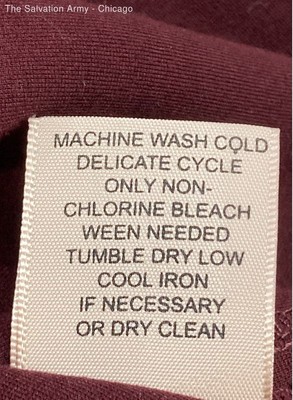 The Salvation Army - Chicago
MACHINE WASH COLD
DELICATE CYCLE
ONLY NON-
CHLORINE BLEACH
WEEN NEEDED
TUMBLE DRY LOW
COOL IRON
IF NECESSARY
OR DRY CLEAN